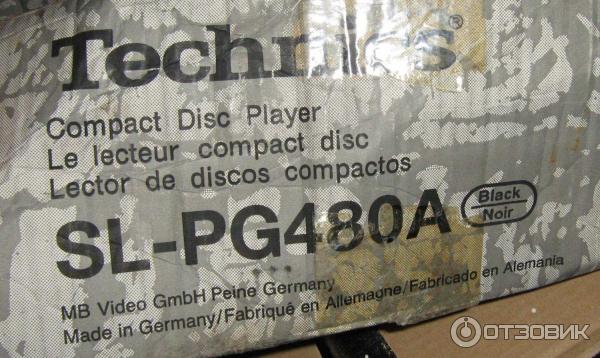 Technics®
Compact Disc Player
Le lecteur compact disc
Lector de discos compactos
SL-PG480A
Black
Noir
MB Video GmbH Peine Germany
Made in Germany/Fabriqué en Allemagne/Fabricado en Alemania
ОТЗОВИК